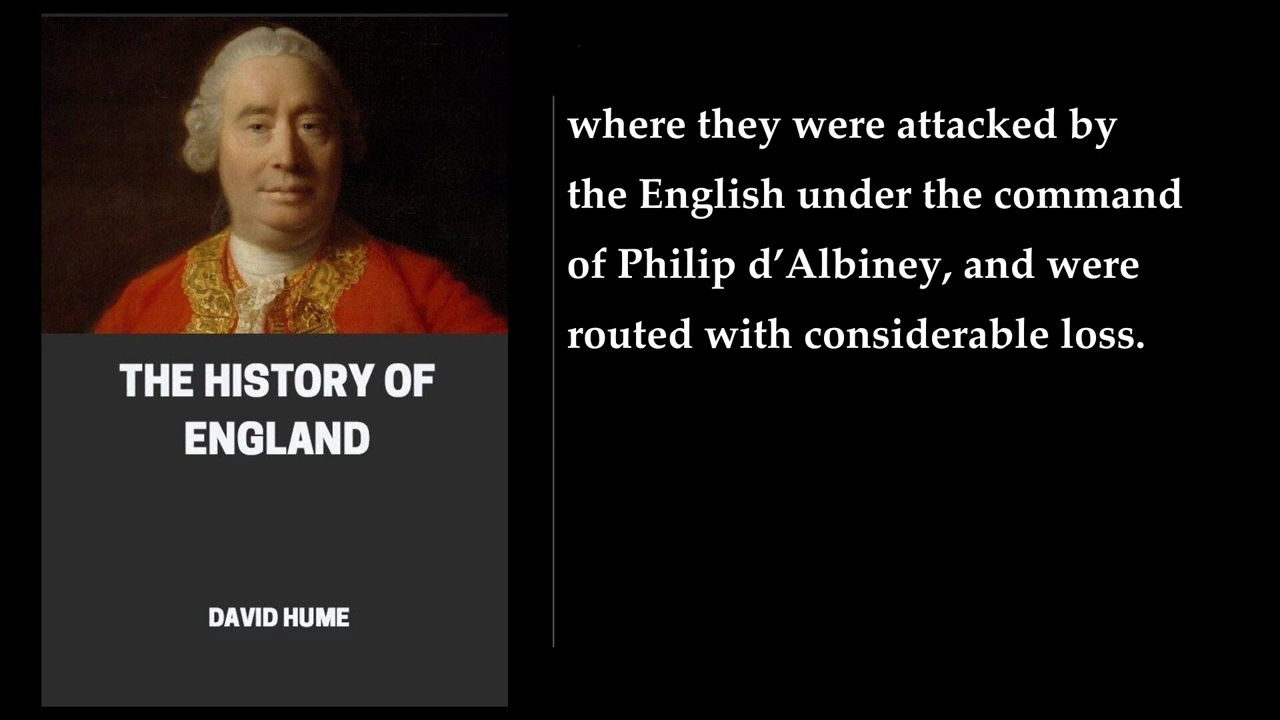 THE HISTORY OF
ENGLAND
DAVID HUME
where they were attacked by
the English under the command
of Philip d’Albiney, and were
routed with considerable loss.